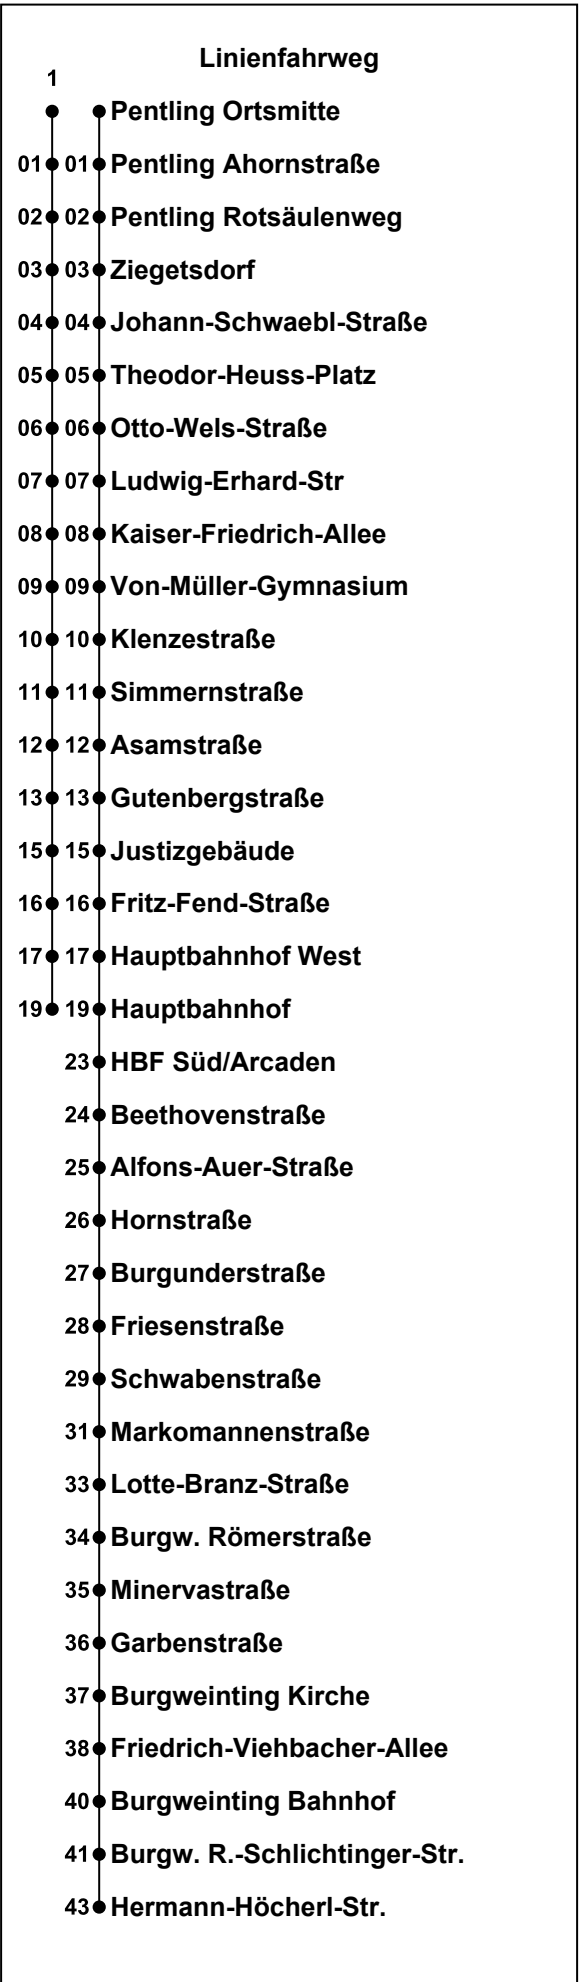 Linienfahrweg
1
Pentling Ortsmitte
01 01 Pentling Ahornstraße
02 02 Pentling Rotsäulenweg
03 03 Ziegetsdorf
04 04 Johann-Schwaebl-Straße
05 05 Theodor-Heuss-Platz
06 06 Otto-Wels-Straße
07 07 Ludwig-Erhard-Str
08 08 Kaiser-Friedrich-Allee
09 09 Von-Müller-Gymnasium
10 10 Klenzestraße
11 11 Simmernstraße
12 12 Asamstraße
13 13 Gutenbergstraße
15 15 Justizgebäude
16 16 Fritz-Fend-Straße
17 17 Hauptbahnhof West
19 19 Hauptbahnhof
23 HBF Süd/Arcaden
24 Beethovenstraße
25 Alfons-Auer-Straße
26 Hornstraße
27 Burgunderstraße
28 Friesenstraße
29 Schwabenstraße
31 Markomannenstraße
33 Lotte-Branz-Straße
34 Burgw. Römerstraße
35 Minervastraße
36 Garbenstraße
37 Burgweinting Kirche
38 Friedrich-Viehbacher-Allee
40 Burgweinting Bahnhof
41 Burgw. R.-Schlichtinger-Str.
43 Hermann-Höcherl-Str.